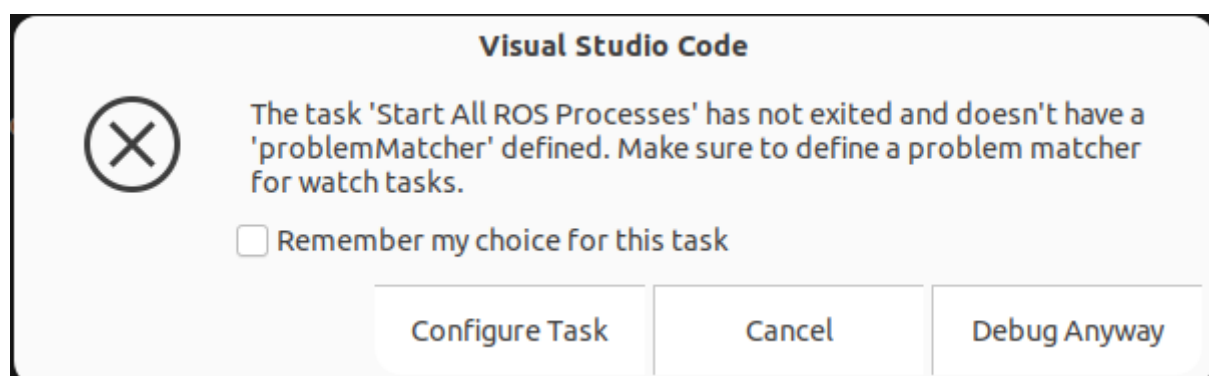 Visual Studio Code
The task 'Start All ROS Processes' has not exited and doesn't have a
'problemMatcher' defined. Make sure to define a problem matcher
for watch tasks.
Remember my choice for this task
Configure Task
Cancel
Debug Anyway